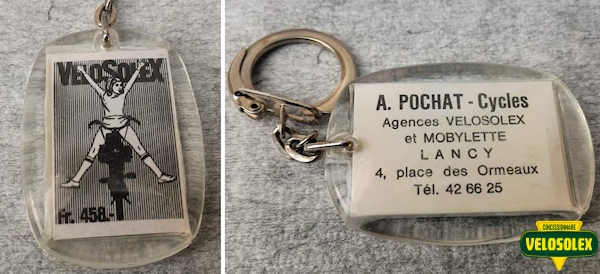 VELOSOLEX
Fr. 458.-
A. POCHAT - Cycles
Agences VELOSOLEX
et MOBYLETTE
LANCY
4, place des Ormeaux
Tél. 42 66 25
CONCESSIONNAIRE
VELOSOLEX